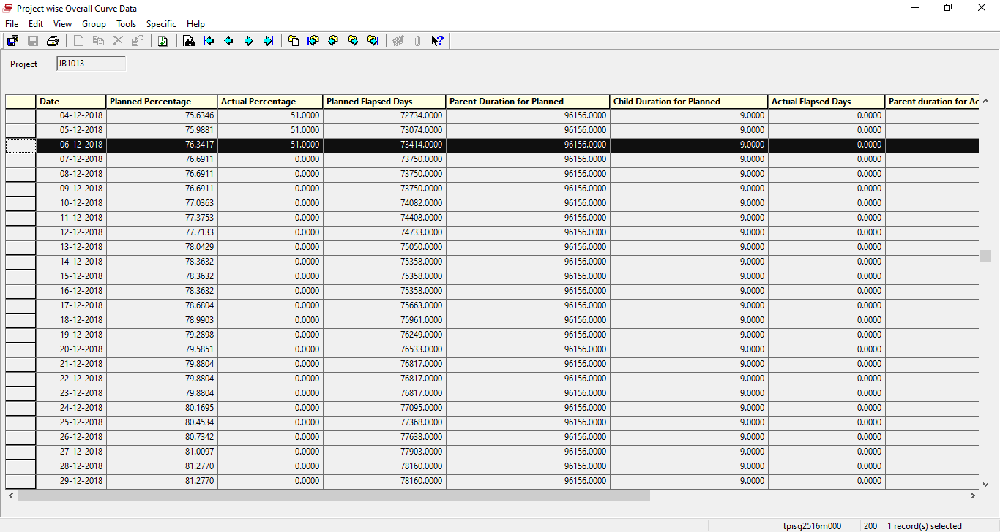 Project wise Overall Curve Data
File Edit View Group Tools Specific Help
Project JB1013
Date Planned Percentage Actual Percentage Planned Elapsed Days Parent Duration for Planned Child Duration for Planned Actual Elapsed Days Parent duration for Ac
04-12-2018 75.6346 51.0000 72734.0000 96156.0000 9.0000 0.0000
05-12-2018 75.9881 51.0000 73074.0000 96156.0000 9.0000 0.0000
06-12-2018 76.3417 51.0000 73414.0000 96156.0000 9.0000 0.0000
07-12-2018 76.6911 0.0000 73750.0000 96156.0000 9.0000 0.0000
08-12-2018 76.6911 0.0000 73750.0000 96156.0000 9.0000 0.0000
09-12-2018 76.6911 0.0000 73750.0000 96156.0000 9.0000 0.0000
10-12-2018 77.0363 0.0000 74082.0000 96156.0000 9.0000 0.0000
11-12-2018 77.3753 0.0000 74408.0000 96156.0000 9.0000 0.0000
12-12-2018 77.7133 0.0000 74733.0000 96156.0000 9.0000 0.0000
13-12-2018 78.0429 0.0000 75050.0000 96156.0000 9.0000 0.0000
14-12-2018 78.3632 0.0000 75358.0000 96156.0000 9.0000 0.0000
15-12-2018 78.3632 0.0000 75358.0000 96156.0000 9.0000 0.0000
16-12-2018 78.3632 0.0000 75358.0000 96156.0000 9.0000 0.0000
17-12-2018 78.6804 0.0000 75663.0000 96156.0000 9.0000 0.0000
18-12-2018 78.9903 0.0000 75961.0000 96156.0000 9.0000 0.0000
19-12-2018 79.2898 0.0000 76249.0000 96156.0000 9.0000 0.0000
20-12-2018 79.5851 0.0000 76533.0000 96156.0000 9.0000 0.0000
21-12-2018 79.8804 0.0000 76817.0000 96156.0000 9.0000 0.0000
22-12-2018 79.8804 0.0000 76817.0000 96156.0000 9.0000 0.0000
23-12-2018 79.8804 0.0000 76817.0000 96156.0000 9.0000 0.0000
24-12-2018 80.1695 0.0000 77095.0000 96156.0000 9.0000 0.0000
25-12-2018 80.4534 0.0000 77368.0000 96156.0000 9.0000 0.0000
26-12-2018 80.7342 0.0000 77638.0000 96156.0000 9.0000 0.0000
27-12-2018 81.0097 0.0000 77903.0000 96156.0000 9.0000 0.0000
28-12-2018 81.2770 0.0000 78160.0000 96156.0000 9.0000 0.0000
29-12-2018 81.2770 0.0000 78160.0000 96156.0000 9.0000 0.0000
tpisg2516m000 200 1 record(s) selected